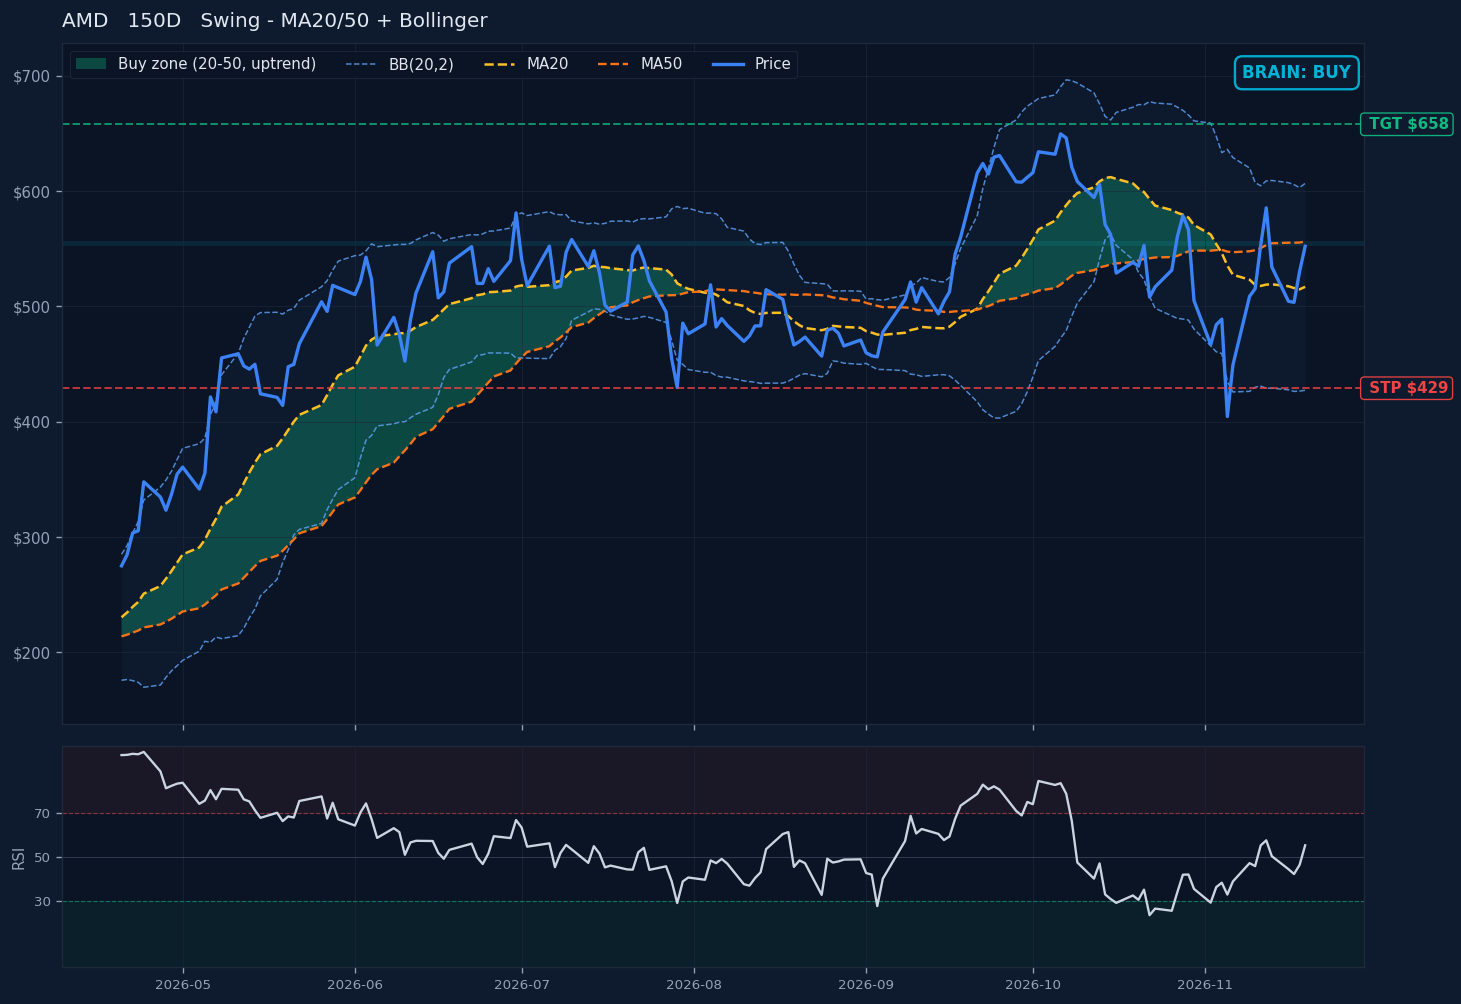 AMD 150D Swing - MA20/50 + Bollinger
Buy zone (20-50, uptrend) BB(20,2) MA20 MA50 Price
BRAIN: BUY
$700
TGT $658
$600
$500
STP $429
$400
$300
$200
RSI
70
50
30
2026-05 2026-06 2026-07 2026-08 2026-09 2026-10 2026-11